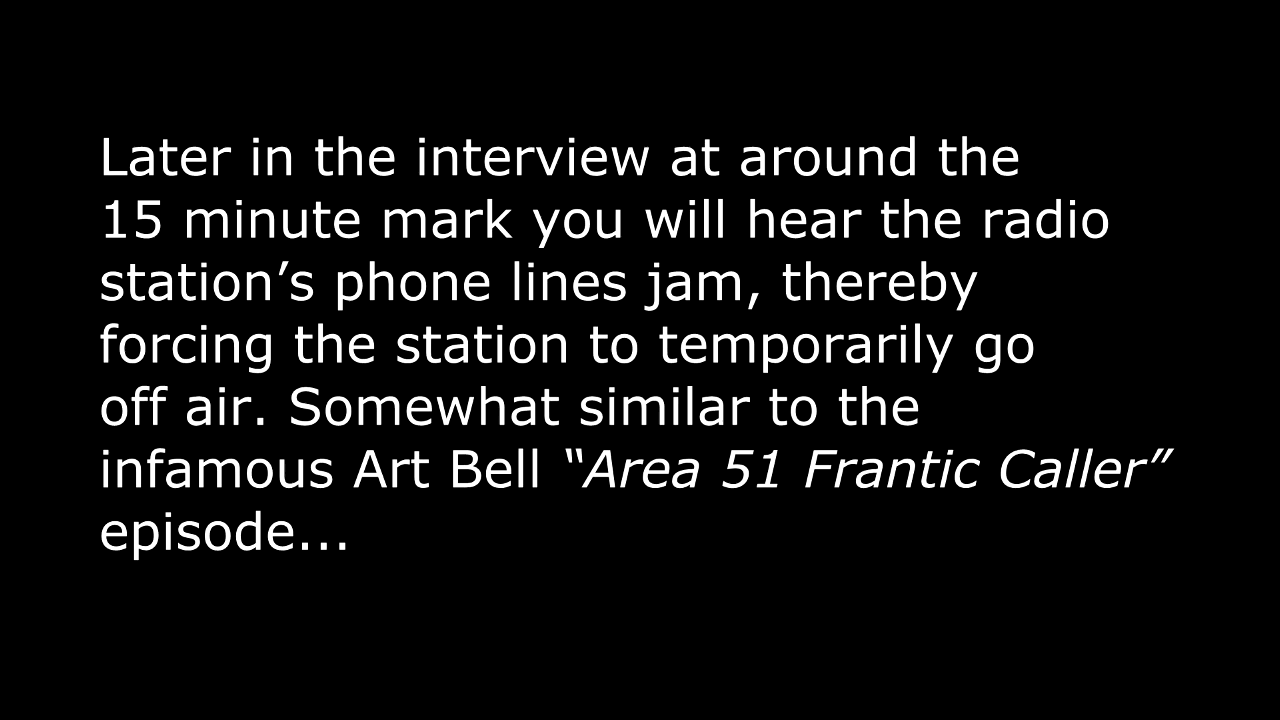 Later in the interview at around the
15 minute mark you will hear the radio
station’s phone lines jam, thereby
forcing the station to temporarily go
off air. Somewhat similar to the
infamous Art Bell “Area 51 Frantic Caller”
episode...